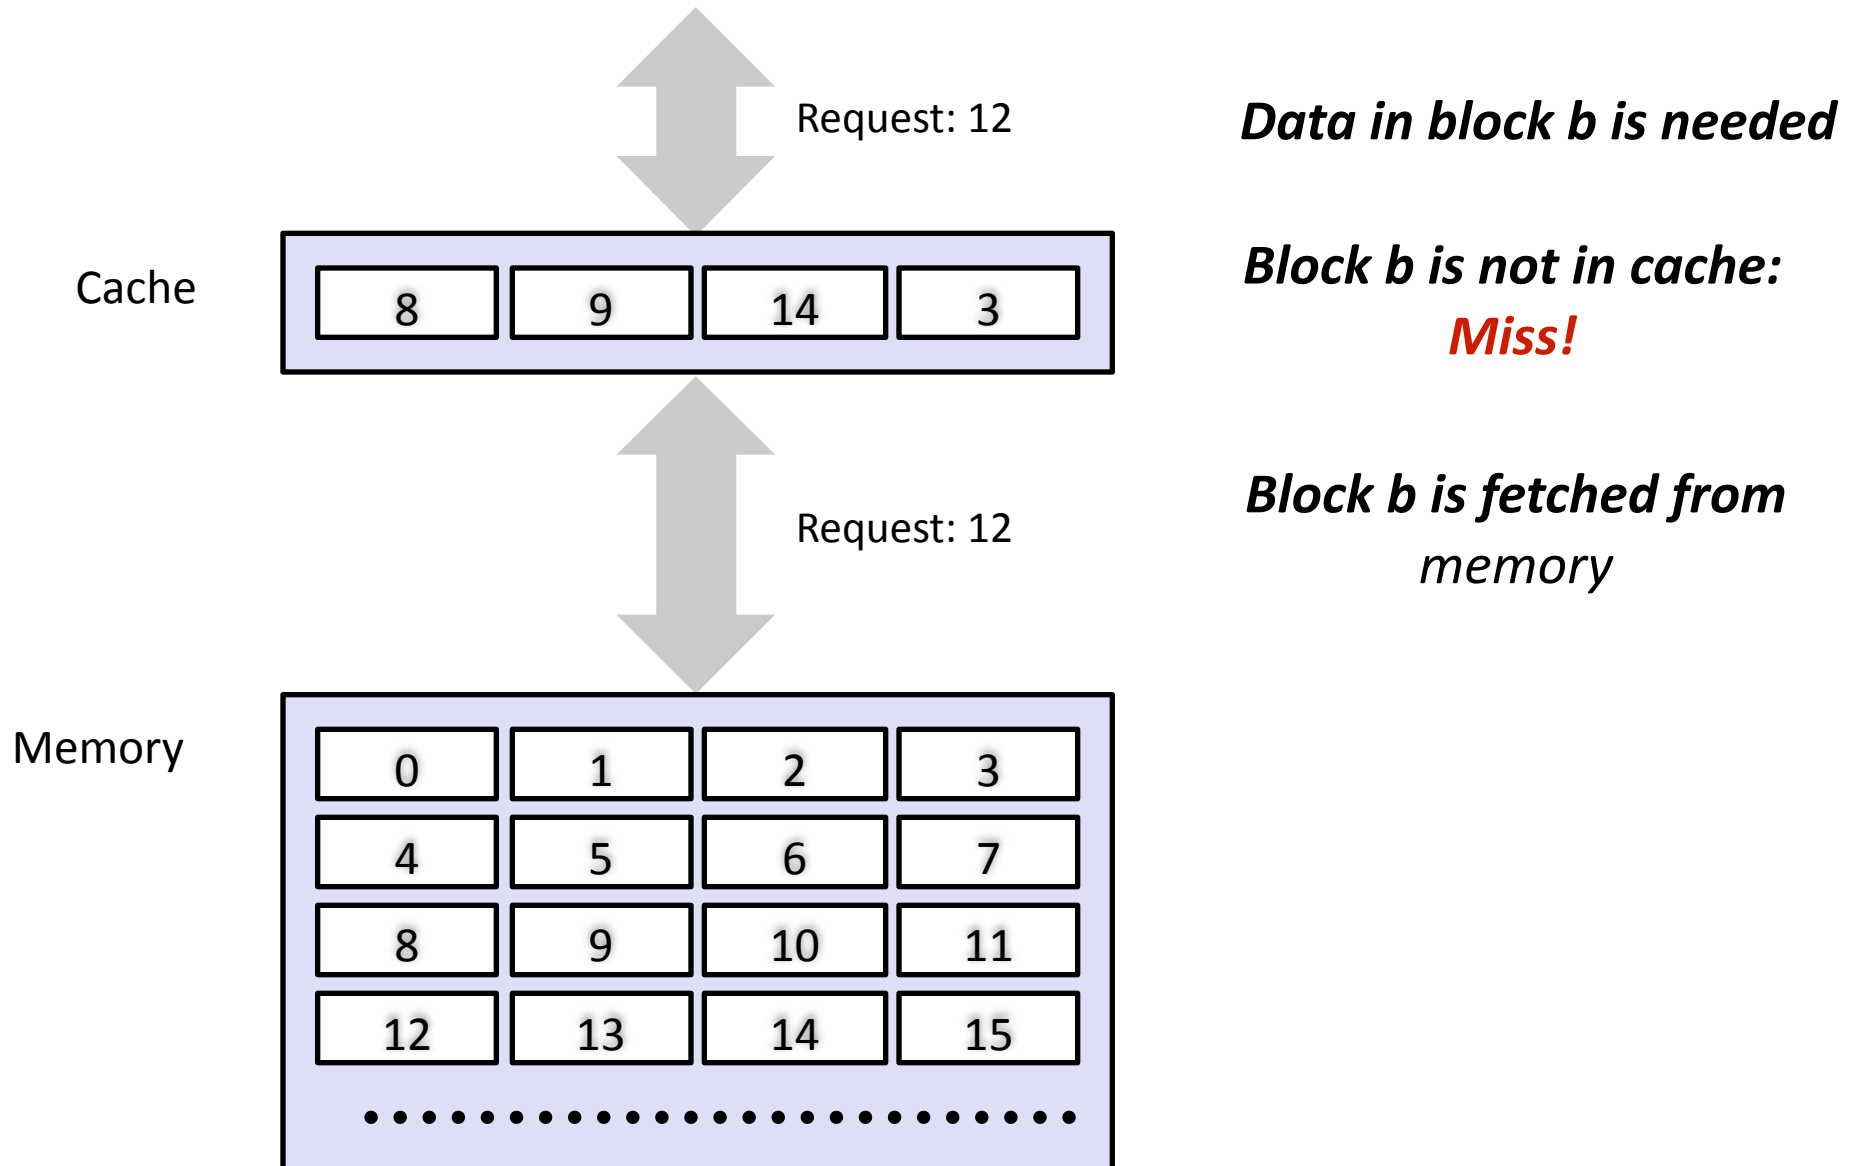 Request: 12
Data in block b is needed
Cache
8 9 14 3
Block b is not in cache:
Miss!
Request: 12
Block b is fetched from
memory
Memory
0 1 2 3
4 5 6 7
8 9 10 11
12 13 14 15